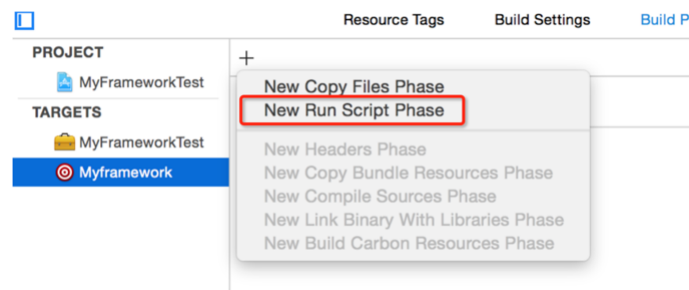 Resource Tags Build Settings Build P
PROJECT
MyFrameworkTest
TARGETS
MyFrameworkTest
Myframework
+
New Copy Files Phase
New Run Script Phase
New Headers Phase
New Copy Bundle Resources Phase
New Compile Sources Phase
New Link Binary With Libraries Phase
New Build Carbon Resources Phase